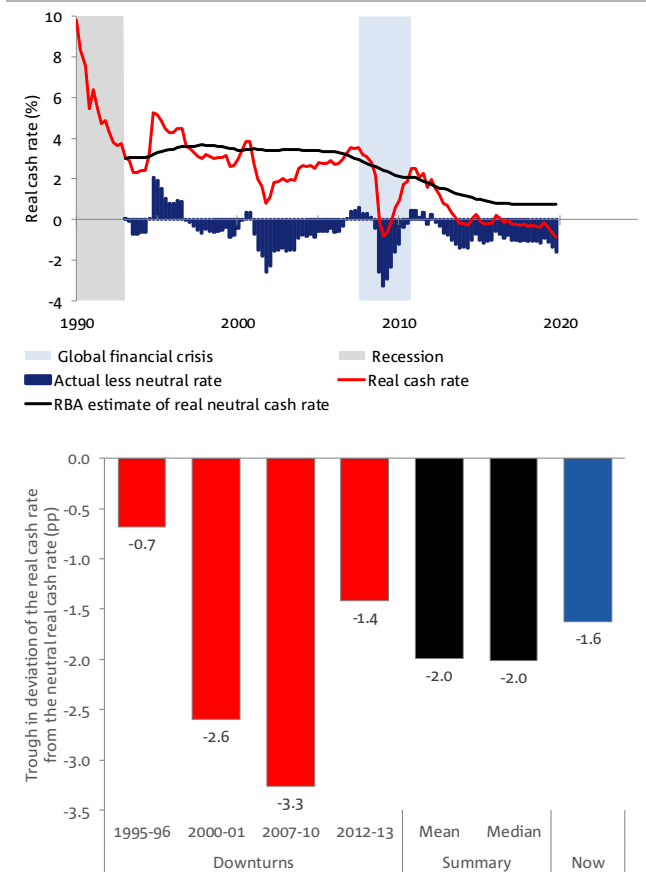 Real cash rate (%)
10
8
6
4
2
0
-2
-4
1990
2000
2010
2020
Global financial crisis
Recession
Actual less neutral rate
Real cash rate
RBA estimate of real neutral cash rate
Trough in deviation of the real cash rate
from the neutral real cash rate (pp)
0.0
-0.5
-1.0
-1.5
-2.0
-2.5
-3.0
-3.5
-0.7
-2.6
-3.3
-1.4
-2.0
-2.0
-1.6
1995-96
2000-01
2007-10
2012-13
Mean
Median
Downturns
Summary
Now